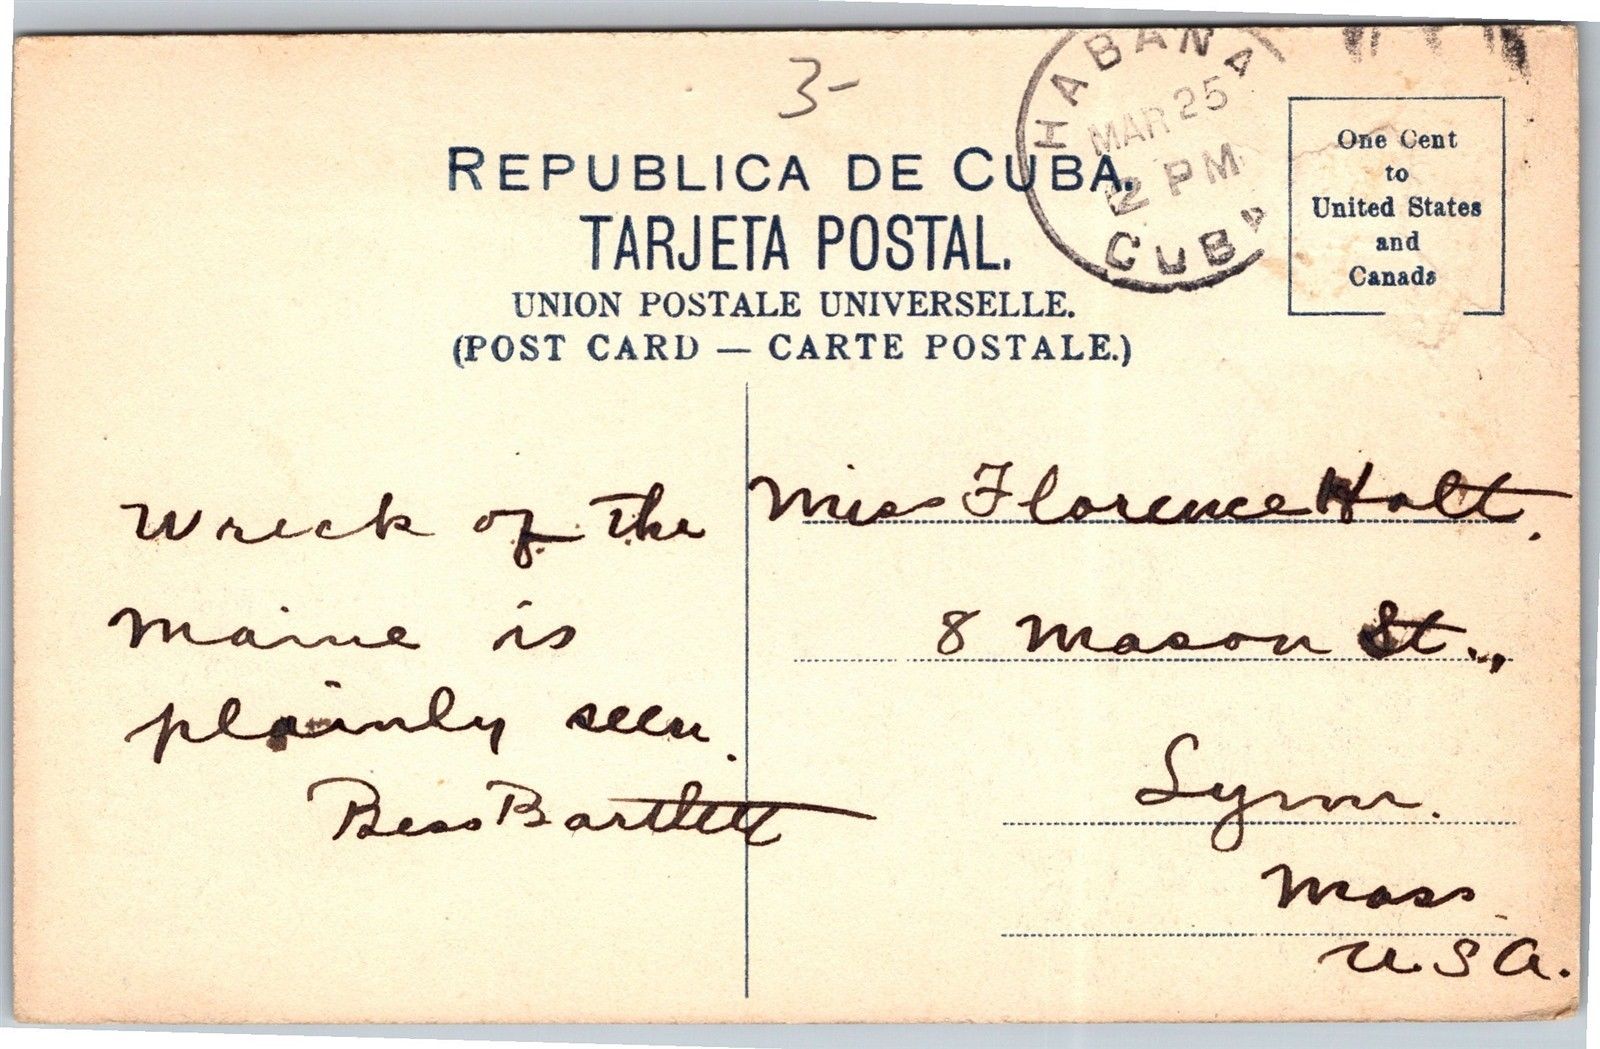 3-
HABANA
MAR 25
PM
CUBA
REPUBLICA DE CUBA.
TARJETA POSTAL.
UNION POSTALE UNIVERSELLE.
(POST CARD — CARTE POSTALE.)
One Cent
to
United States
and
Canada
Wreck of the
Maine is
plainly seen.
Bess Bartlett
Miss Florence Holt.
8 Mason St.,
Lynn.
Mass.
U.S.A.